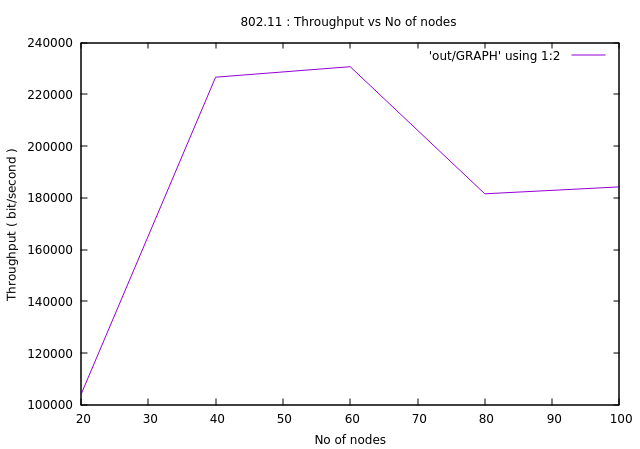 802.11 : Throughput vs No of nodes
'out/GRAPH' using 1:2
240000
220000
200000
180000
160000
140000
120000
100000
Throughput ( bit/second )
20 30 40 50 60 70 80 90 100
No of nodes